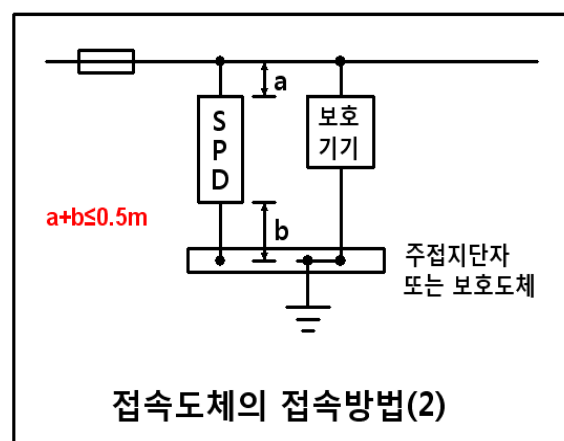 a
S
P
D
보호
기기
a+b≤0.5m
b
주접지단자
또는 보호도체
접속도체의 접속방법(2)